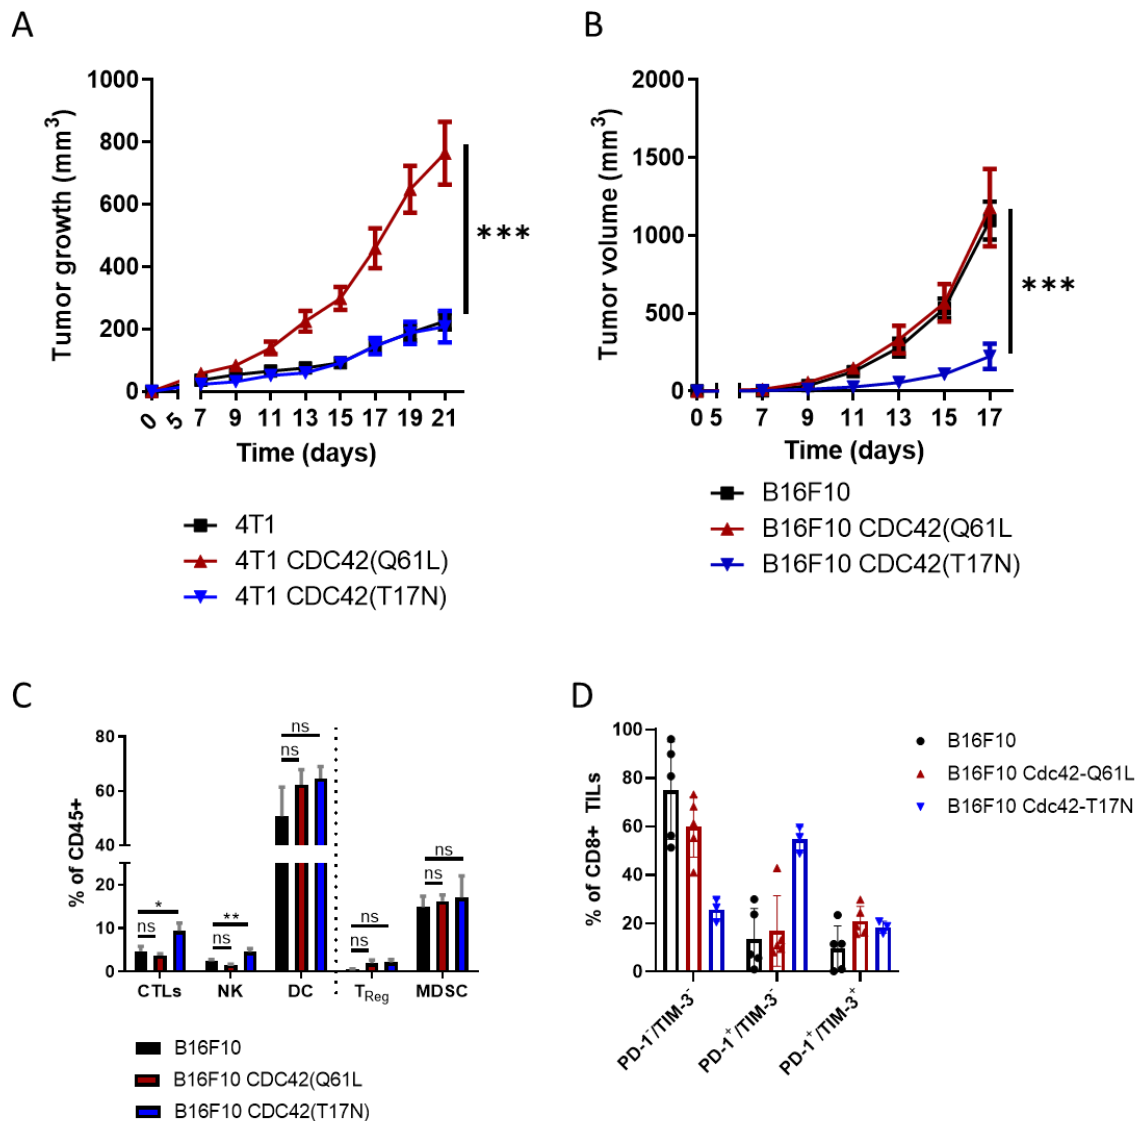 A
Tumor growth (mm³)
1000
800
600
400
200
0
0 5 7 9 11 13 15 17 19 21
Time (days)
***
4T1
4T1 CDC42(Q61L)
4T1 CDC42(T17N)
B
Tumor volume (mm³)
2000
1500
1000
500
0
0 5 7 9 11 13 15 17
Time (days)
***
B16F10
B16F10 CDC42(Q61L
B16F10 CDC42(T17N)
C
% of CD45+
80
60
40
20
10
0
*
ns
**
ns
ns
ns
ns
ns
ns
ns
CTLs NK DC TReg MDSC
B16F10
B16F10 CDC42(Q61L
B16F10 CDC42(T17N)
D
% of CD8+ TILs
100
80
60
40
20
0
PD-1⁻/TIM-3⁻
PD-1⁺/TIM-3⁻
PD-1⁺/TIM-3⁺
B16F10
B16F10 Cdc42-Q61L
B16F10 Cdc42-T17N